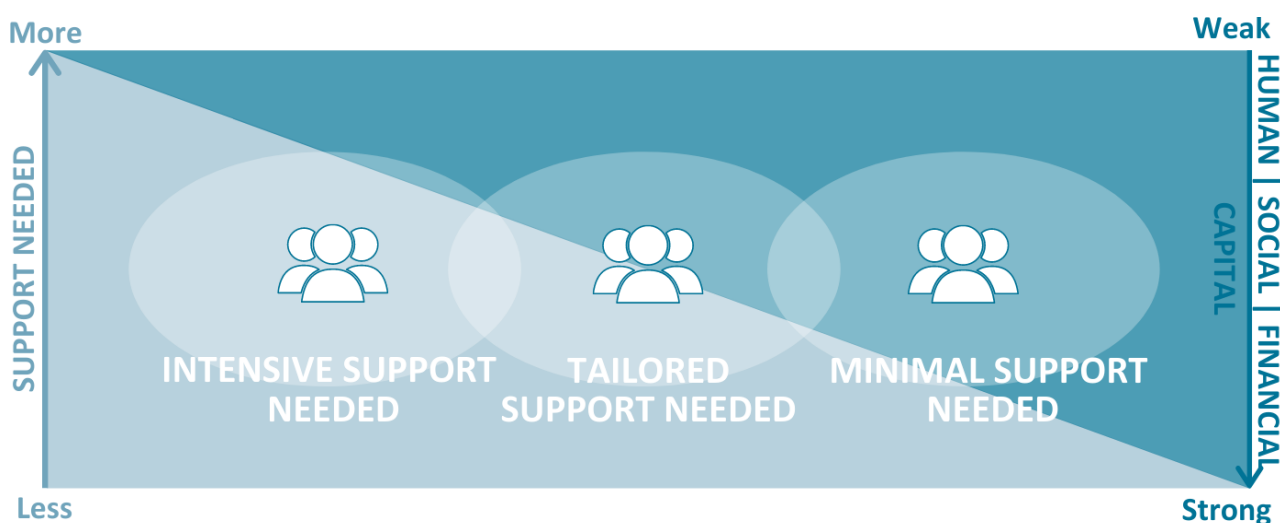 More
Weak
SUPPORT NEEDED
HUMAN | SOCIAL | FINANCIAL
CAPITAL
INTENSIVE SUPPORT
NEEDED
TAILORED
SUPPORT NEEDED
MINIMAL SUPPORT
NEEDED
Less
Strong